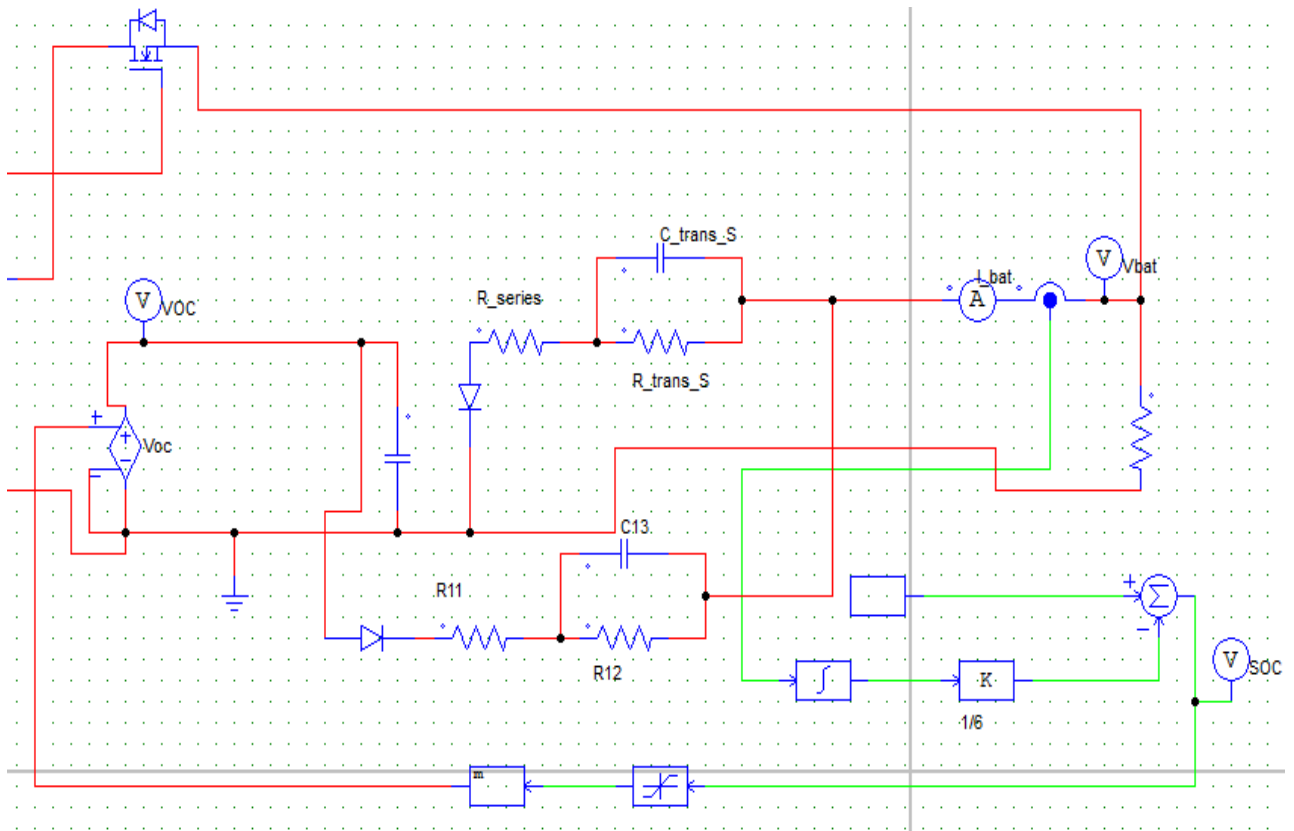 C_trans_S
V
Vbat
I_bat
A
R_series
V
VOC
R_trans_S
+
+
Voc
−
−
C13
R11
+
Σ
−
R12
∫
K
V
SOC
1/6
m